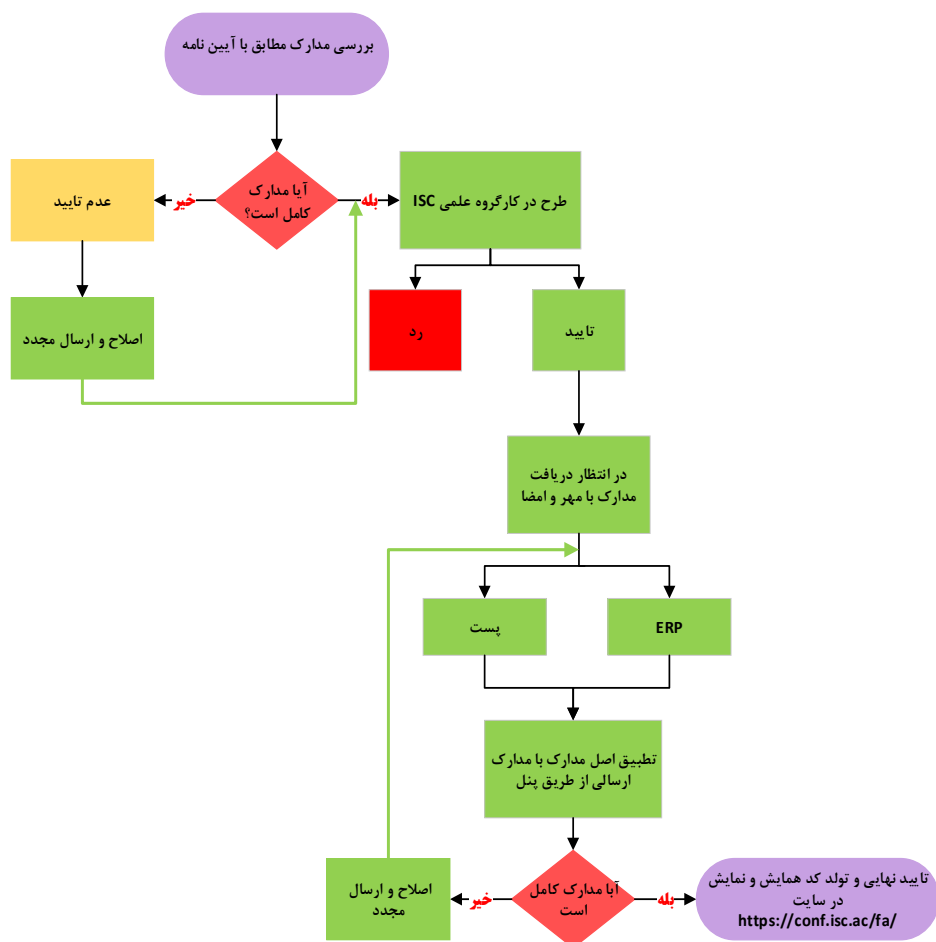 بررسی مدارک مطابق با آیین نامه
آیا مدارک
کامل است؟
بله
خیر
طرح در کارگروه علمی ISC
عدم تایید
اصلاح و ارسال مجدد
رد
تایید
در انتظار دریافت
مدارک با مهر و امضا
پست
ERP
تطبیق اصل مدارک با مدارک
ارسالی از طریق پنل
آیا مدارک کامل
است
خیر
بله
اصلاح و ارسال
مجدد
تایید نهایی و تولد کد همایش و نمایش
در سایت
https://conf.isc.ac/fa/